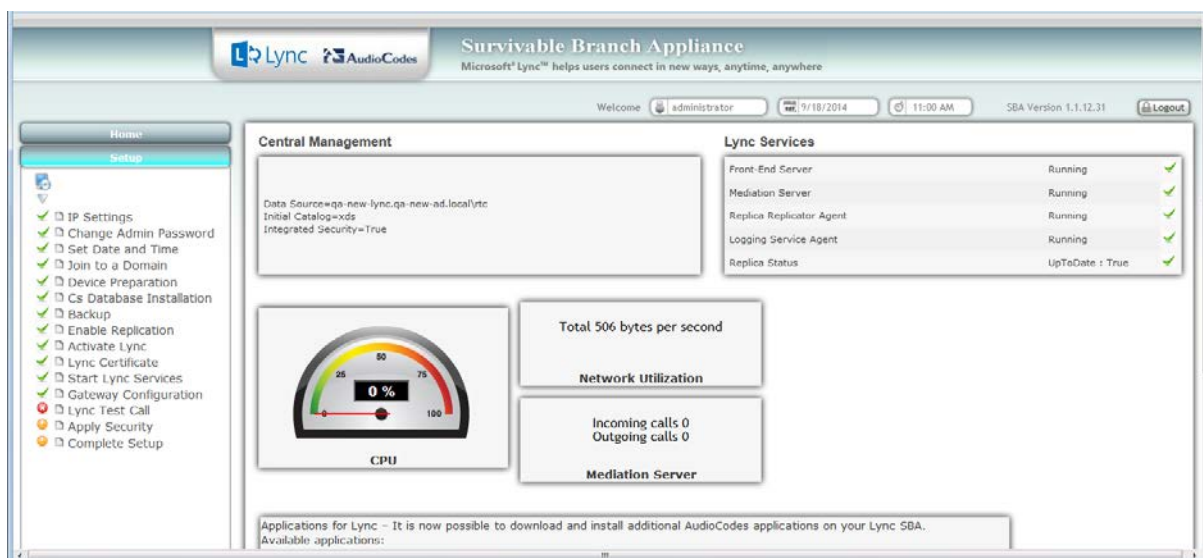 Lync AudioCodes
Survivable Branch Appliance
Microsoft® Lync™ helps users connect in new ways, anytime, anywhere
Welcome administrator 9/18/2014 11:00 AM SBA Version 1.1.12.31 Logout
Home
Setup
IP Settings
Change Admin Password
Set Date and Time
Join to a Domain
Device Preparation
Cs Database Installation
Backup
Enable Replication
Activate Lync
Lync Certificate
Start Lync Services
Gateway Configuration
Lync Test Call
Apply Security
Complete Setup
Central Management
Data Source=qa-new-lync.qa-new-ad.local\rtc
Initial Catalog=xds
Integrated Security=True
Lync Services
Front-End Server Running
Mediation Server Running
Replica Replicator Agent Running
Logging Service Agent Running
Replica Status UpToDate : True
0 25 50 75 100
0 %
CPU
Total 506 bytes per second
Network Utilization
Incoming calls 0
Outgoing calls 0
Mediation Server
Applications for Lync - It is now possible to download and install additional AudioCodes applications on your Lync SBA.
Available applications: